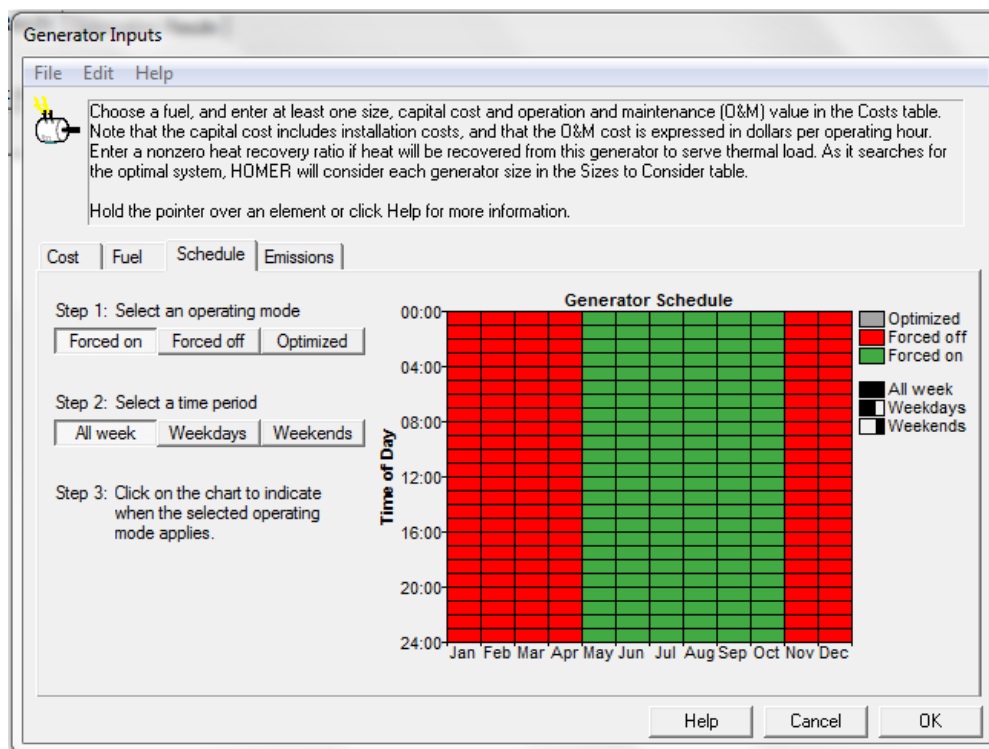 Generator Inputs
File Edit Help
Choose a fuel, and enter at least one size, capital cost and operation and maintenance (O&M) value in the Costs table.
Note that the capital cost includes installation costs, and that the O&M cost is expressed in dollars per operating hour.
Enter a nonzero heat recovery ratio if heat will be recovered from this generator to serve thermal load. As it searches for
the optimal system, HOMER will consider each generator size in the Sizes to Consider table.
Hold the pointer over an element or click Help for more information.
Cost Fuel Schedule Emissions
Step 1: Select an operating mode
Forced on Forced off Optimized
Step 2: Select a time period
All week Weekdays Weekends
Step 3: Click on the chart to indicate
when the selected operating
mode applies.
Generator Schedule
Time of Day
00:00
04:00
08:00
12:00
16:00
20:00
24:00
Jan Feb Mar Apr May Jun Jul Aug Sep Oct Nov Dec
Optimized
Forced off
Forced on
All week
Weekdays
Weekends
Help Cancel OK